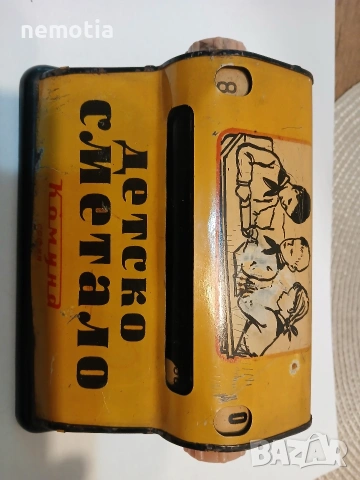 nemotia
8
0
детско
сметало
Комуна
BAZAR